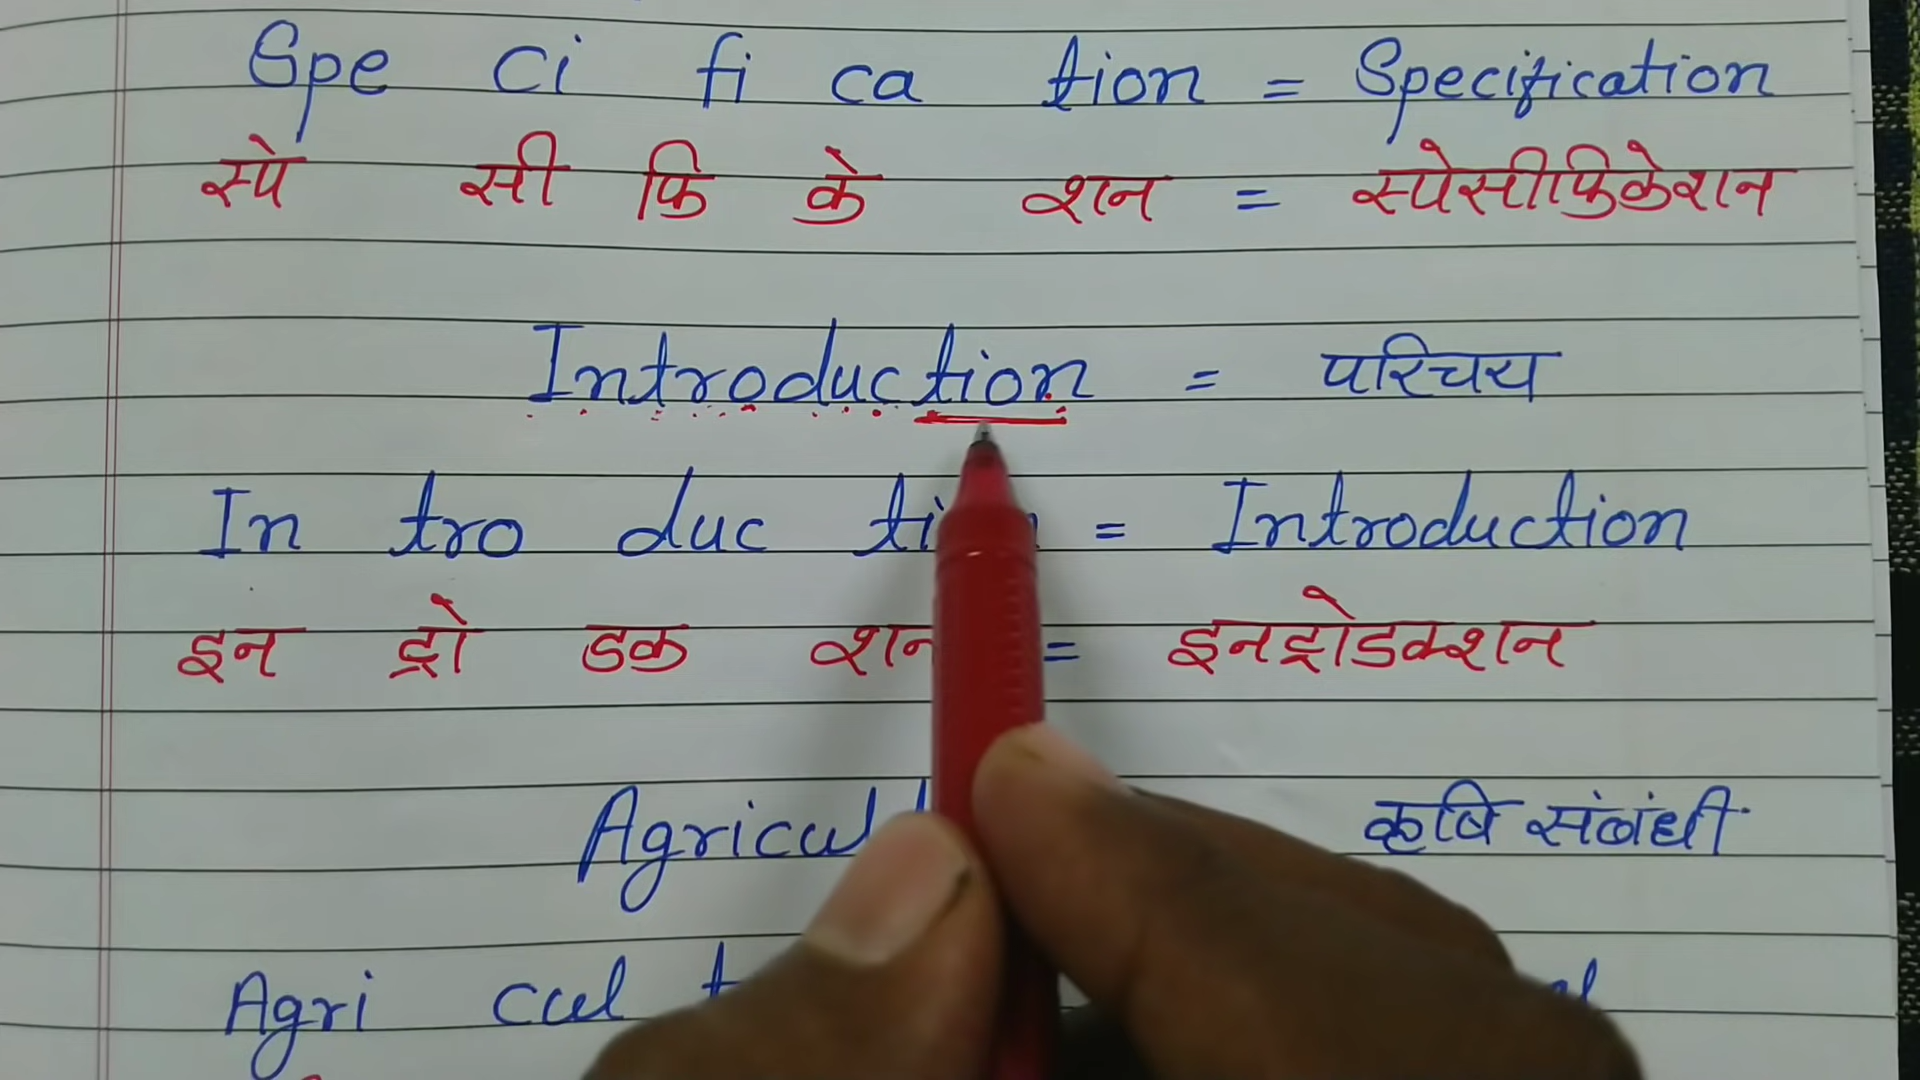 Spe ci fi ca tion = Specification
स्पे सी फि के शन = स्पेसीफिकेशन
Introduction = परिचय
In tro duc = Introduction
इन ट्रो डक शन = इनट्रोडक्शन
कृषि संबंधी
Agri cul